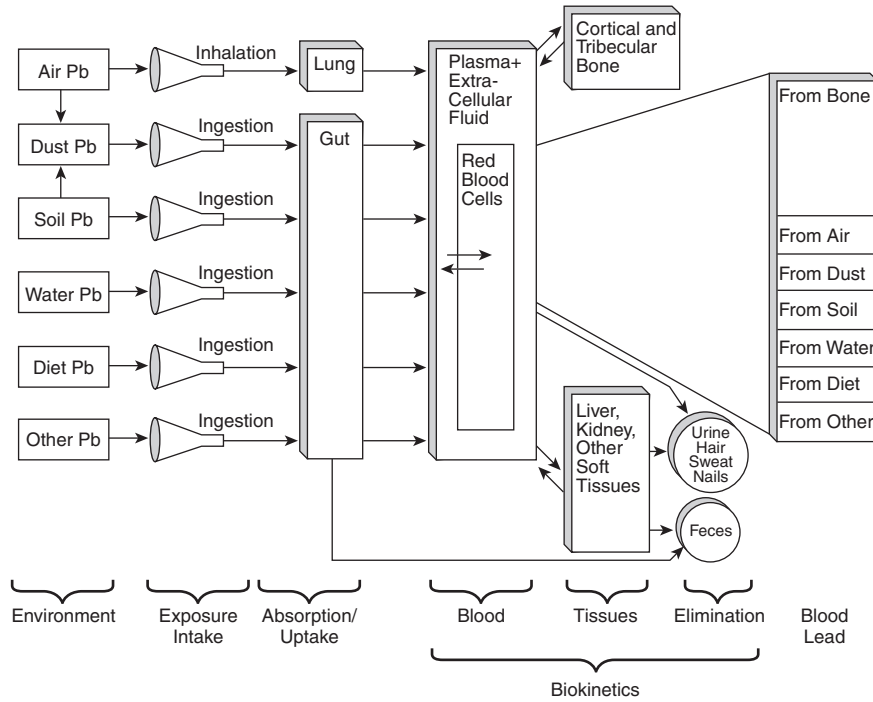 Air Pb
Inhalation
Lung
Plasma+
Extra-
Cellular
Fluid
Cortical and
Tribecular
Bone
From Bone
Dust Pb
Ingestion
Gut
Red
Blood
Cells
Soil Pb
Ingestion
From Air
From Dust
Water Pb
Ingestion
From Soil
From Water
Diet Pb
Ingestion
From Diet
Other Pb
Ingestion
Liver,
Kidney,
Other
Soft
Tissues
Urine
Hair
Sweat
Nails
From Other
Feces
Environment
Exposure
Intake
Absorption/
Uptake
Blood
Tissues
Elimination
Blood
Lead
Biokinetics